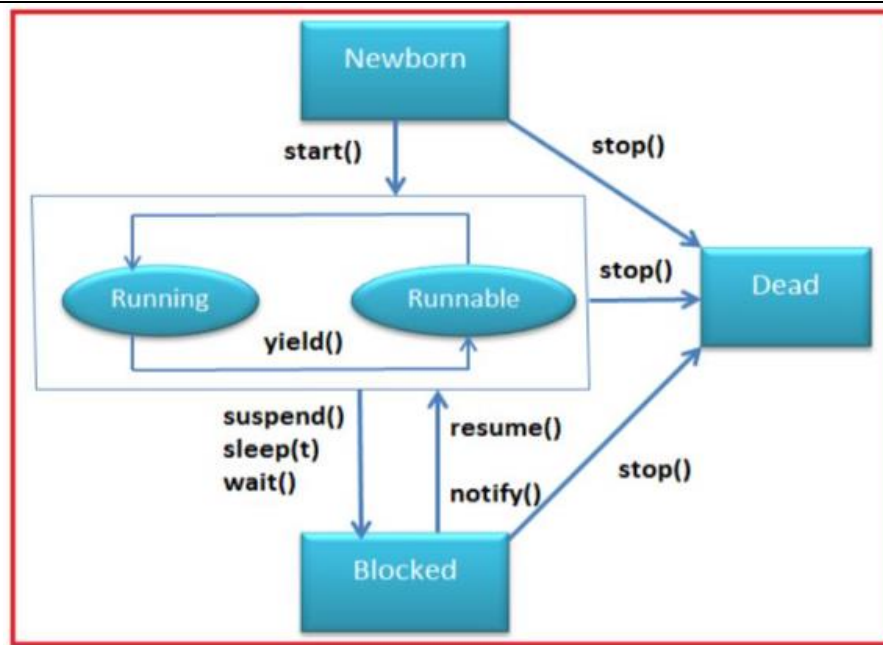 Newborn
start()
stop()
Running
Runnable
stop()
Dead
yield()
suspend()
sleep(t)
wait()
resume()
notify()
stop()
Blocked